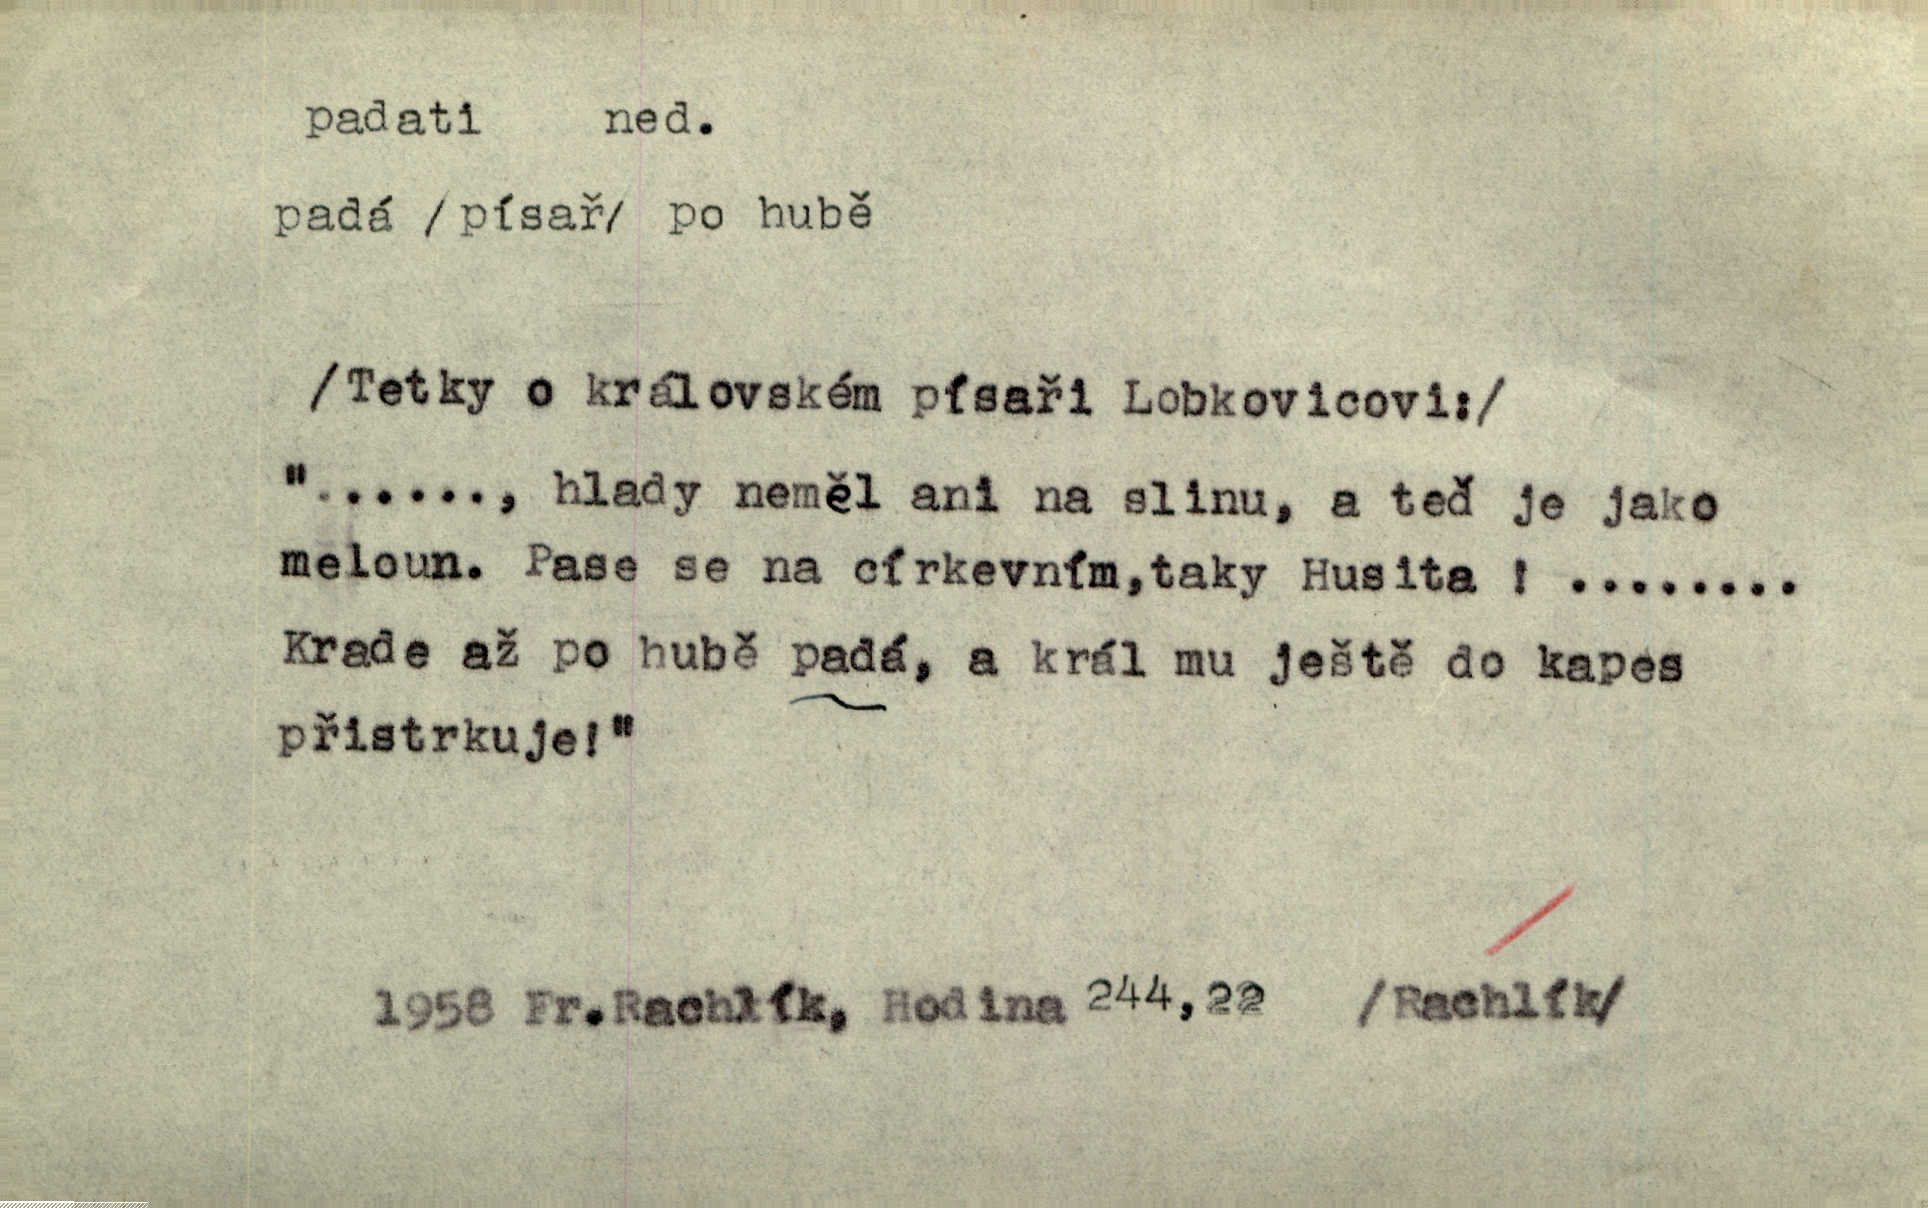 padati ned.
padá /písař/ po hubě
/Tetky o královském písaři Lobkovicovi:/
"......, hlady neměl ani na slinu, a teď je jako
meloun. Pase se na církevním,taky Husita ! ........
Krade až po hubě padá, a král mu ještě do kapes
přistrkuje!"
1958 Fr.Rachlík, Hodina 244,22 /Rachlík/